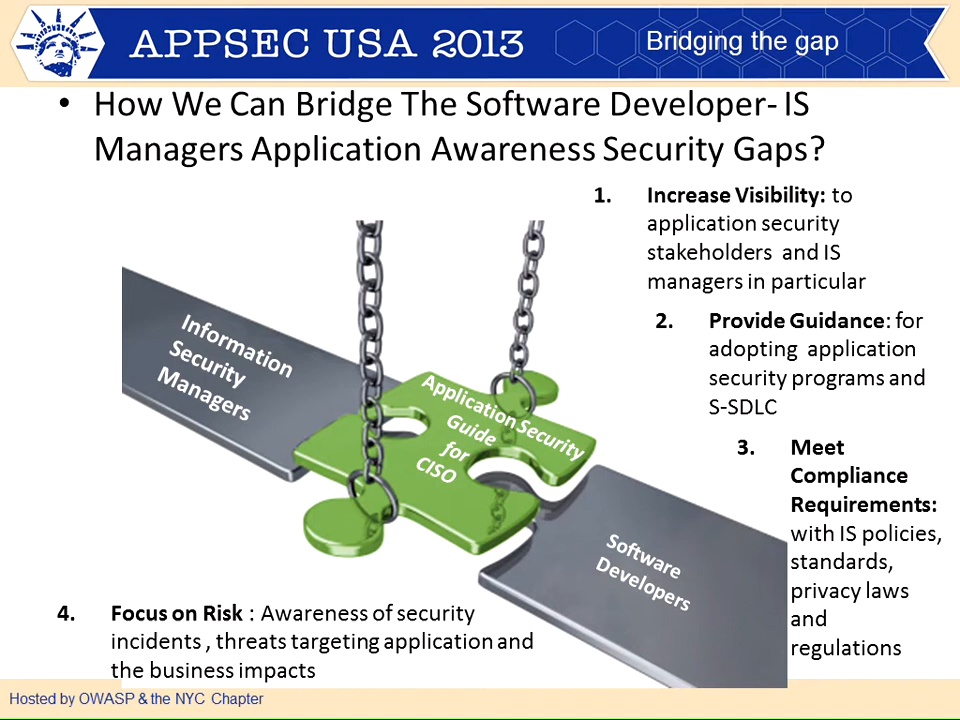 APPSEC USA 2013
Bridging the gap
• How We Can Bridge The Software Developer- IS
Managers Application Awareness Security Gaps?
1. Increase Visibility: to
application security
stakeholders and IS
managers in particular
2. Provide Guidance: for
adopting application
security programs and
S-SDLC
3. Meet
Compliance
Requirements:
with IS policies,
standards,
privacy laws
and
regulations
Information
Security
Managers
Application Security
Guide
for
CISO
Software
Developers
4. Focus on Risk : Awareness of security
incidents , threats targeting application and
the business impacts
Hosted by OWASP & the NYC Chapter